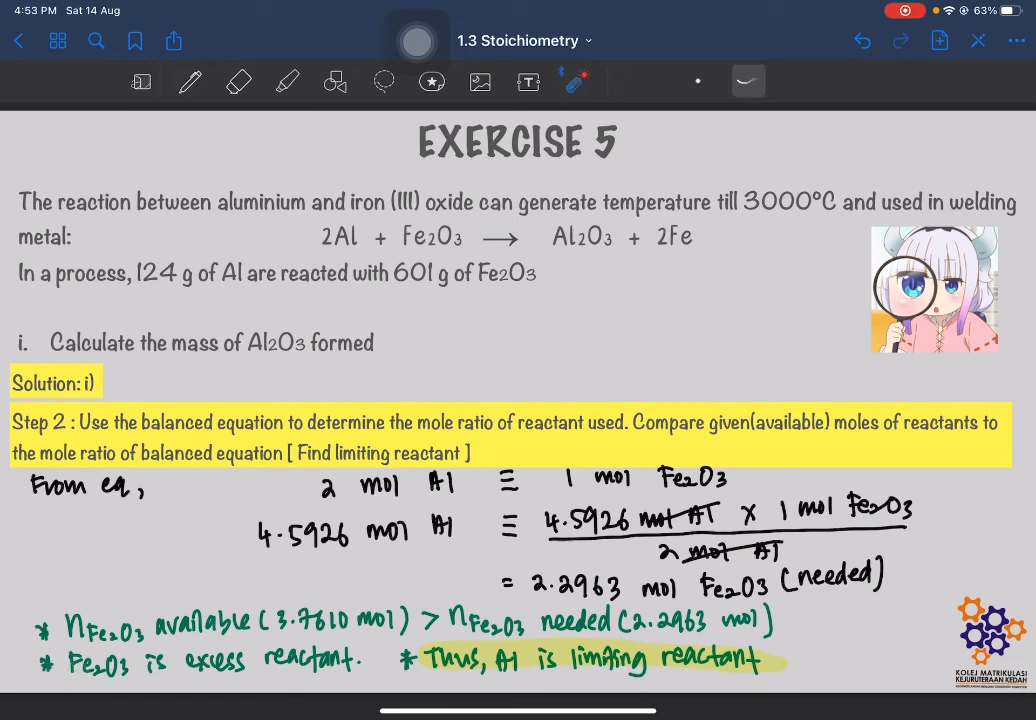 4:53 PM Sat 14 Aug
63%
1.3 Stoichiometry
EXERCISE 5
The reaction between aluminium and iron (III) oxide can generate temperature till 3000°C and used in welding
metal: 2Al + Fe2O3 → Al2O3 + 2Fe
In a process, 124 g of Al are reacted with 601 g of Fe2O3
i. Calculate the mass of Al2O3 formed
Solution: i)
Step 2 : Use the balanced equation to determine the mole ratio of reactant used. Compare given(available) moles of reactants to
the mole ratio of balanced equation [ Find limiting reactant ]
From eq, 2 mol Al ≡ 1 mol Fe2O3
4.5926 mol Al ≡ 4.5926 mol Al x 1 mol Fe2O3
2 mol Al
= 2.2963 mol Fe2O3 (needed)
* nFe2O3 available (3.7610 mol) > nFe2O3 needed (2.2963 mol)
* Fe2O3 is excess reactant. * Thus, Al is limiting reactant
KOLEJ MATRIKULASI
KEJURUTERAAN KEDAH